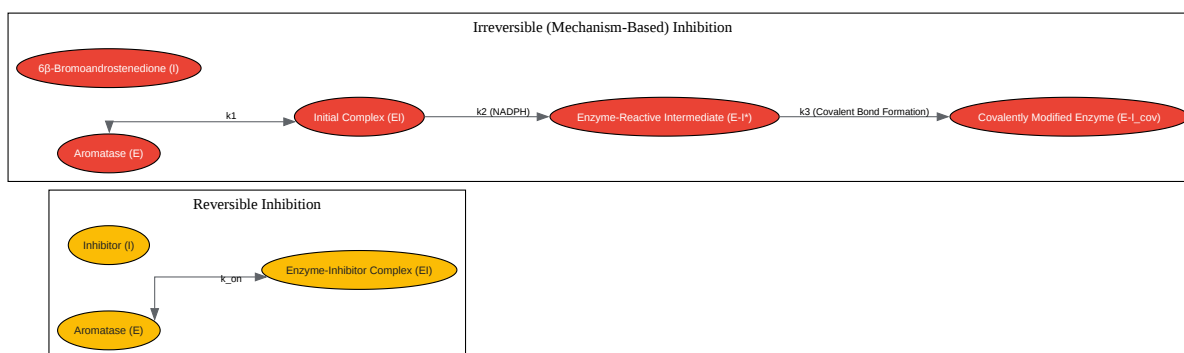 Irreversible (Mechanism-Based) Inhibition
6β-Bromoandrostenedione (I)
k1
Initial Complex (EI)
k2 (NADPH)
Enzyme-Reactive Intermediate (E-I*)
k3 (Covalent Bond Formation)
Covalently Modified Enzyme (E-I_cov)
Aromatase (E)
Reversible Inhibition
Inhibitor (I)
Enzyme-Inhibitor Complex (EI)
k_on
Aromatase (E)